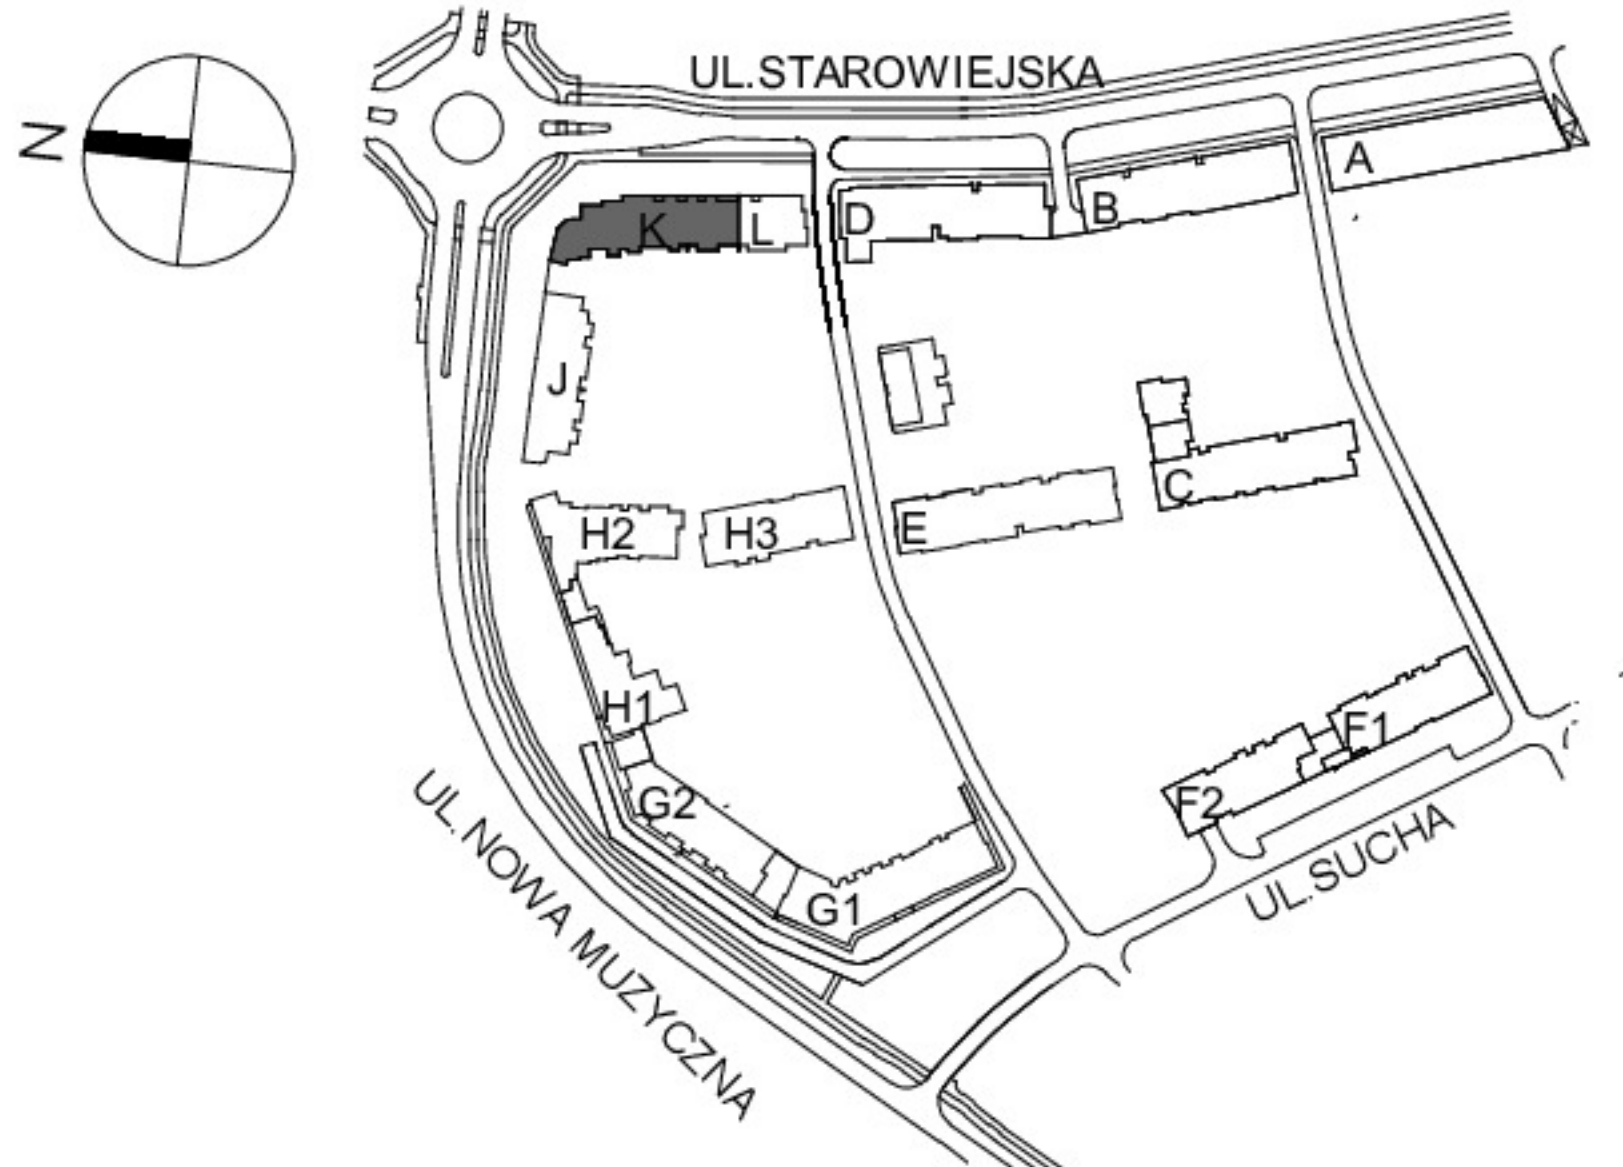 UL.STAROWIEJSKA
N
A
B
D
K
L
J
C
E
H2
H3
H1
F1
F2
G2
G1
UL.SUCHA
UL.NOWA MUZYCZNA